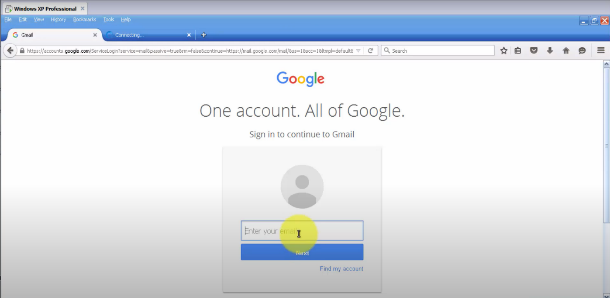 Windows XP Professional
File Edit View History Bookmarks Tools Help
Gmail
Connecting...
Search
Google
One account. All of Google.
Sign in to continue to Gmail
Enter your email
Next
Find my account